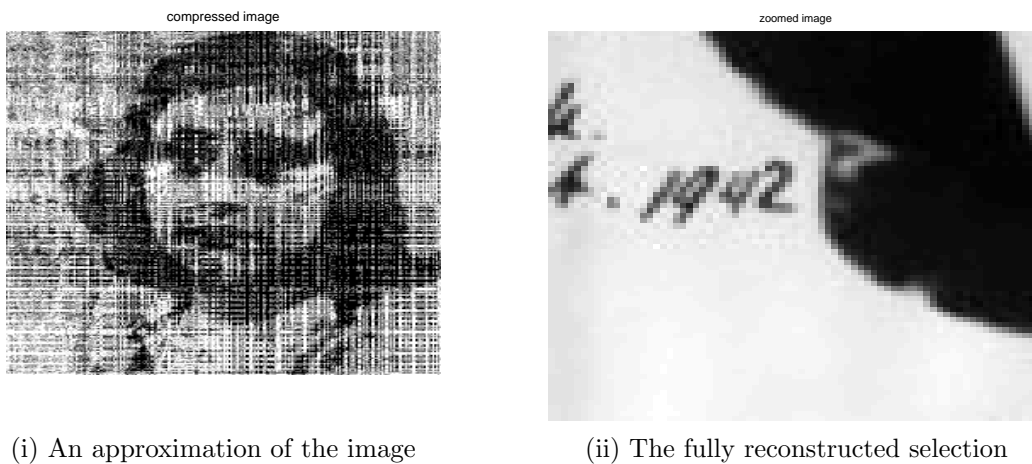 compressed image
zoomed image
. 1942
(i) An approximation of the image
(ii) The fully reconstructed selection